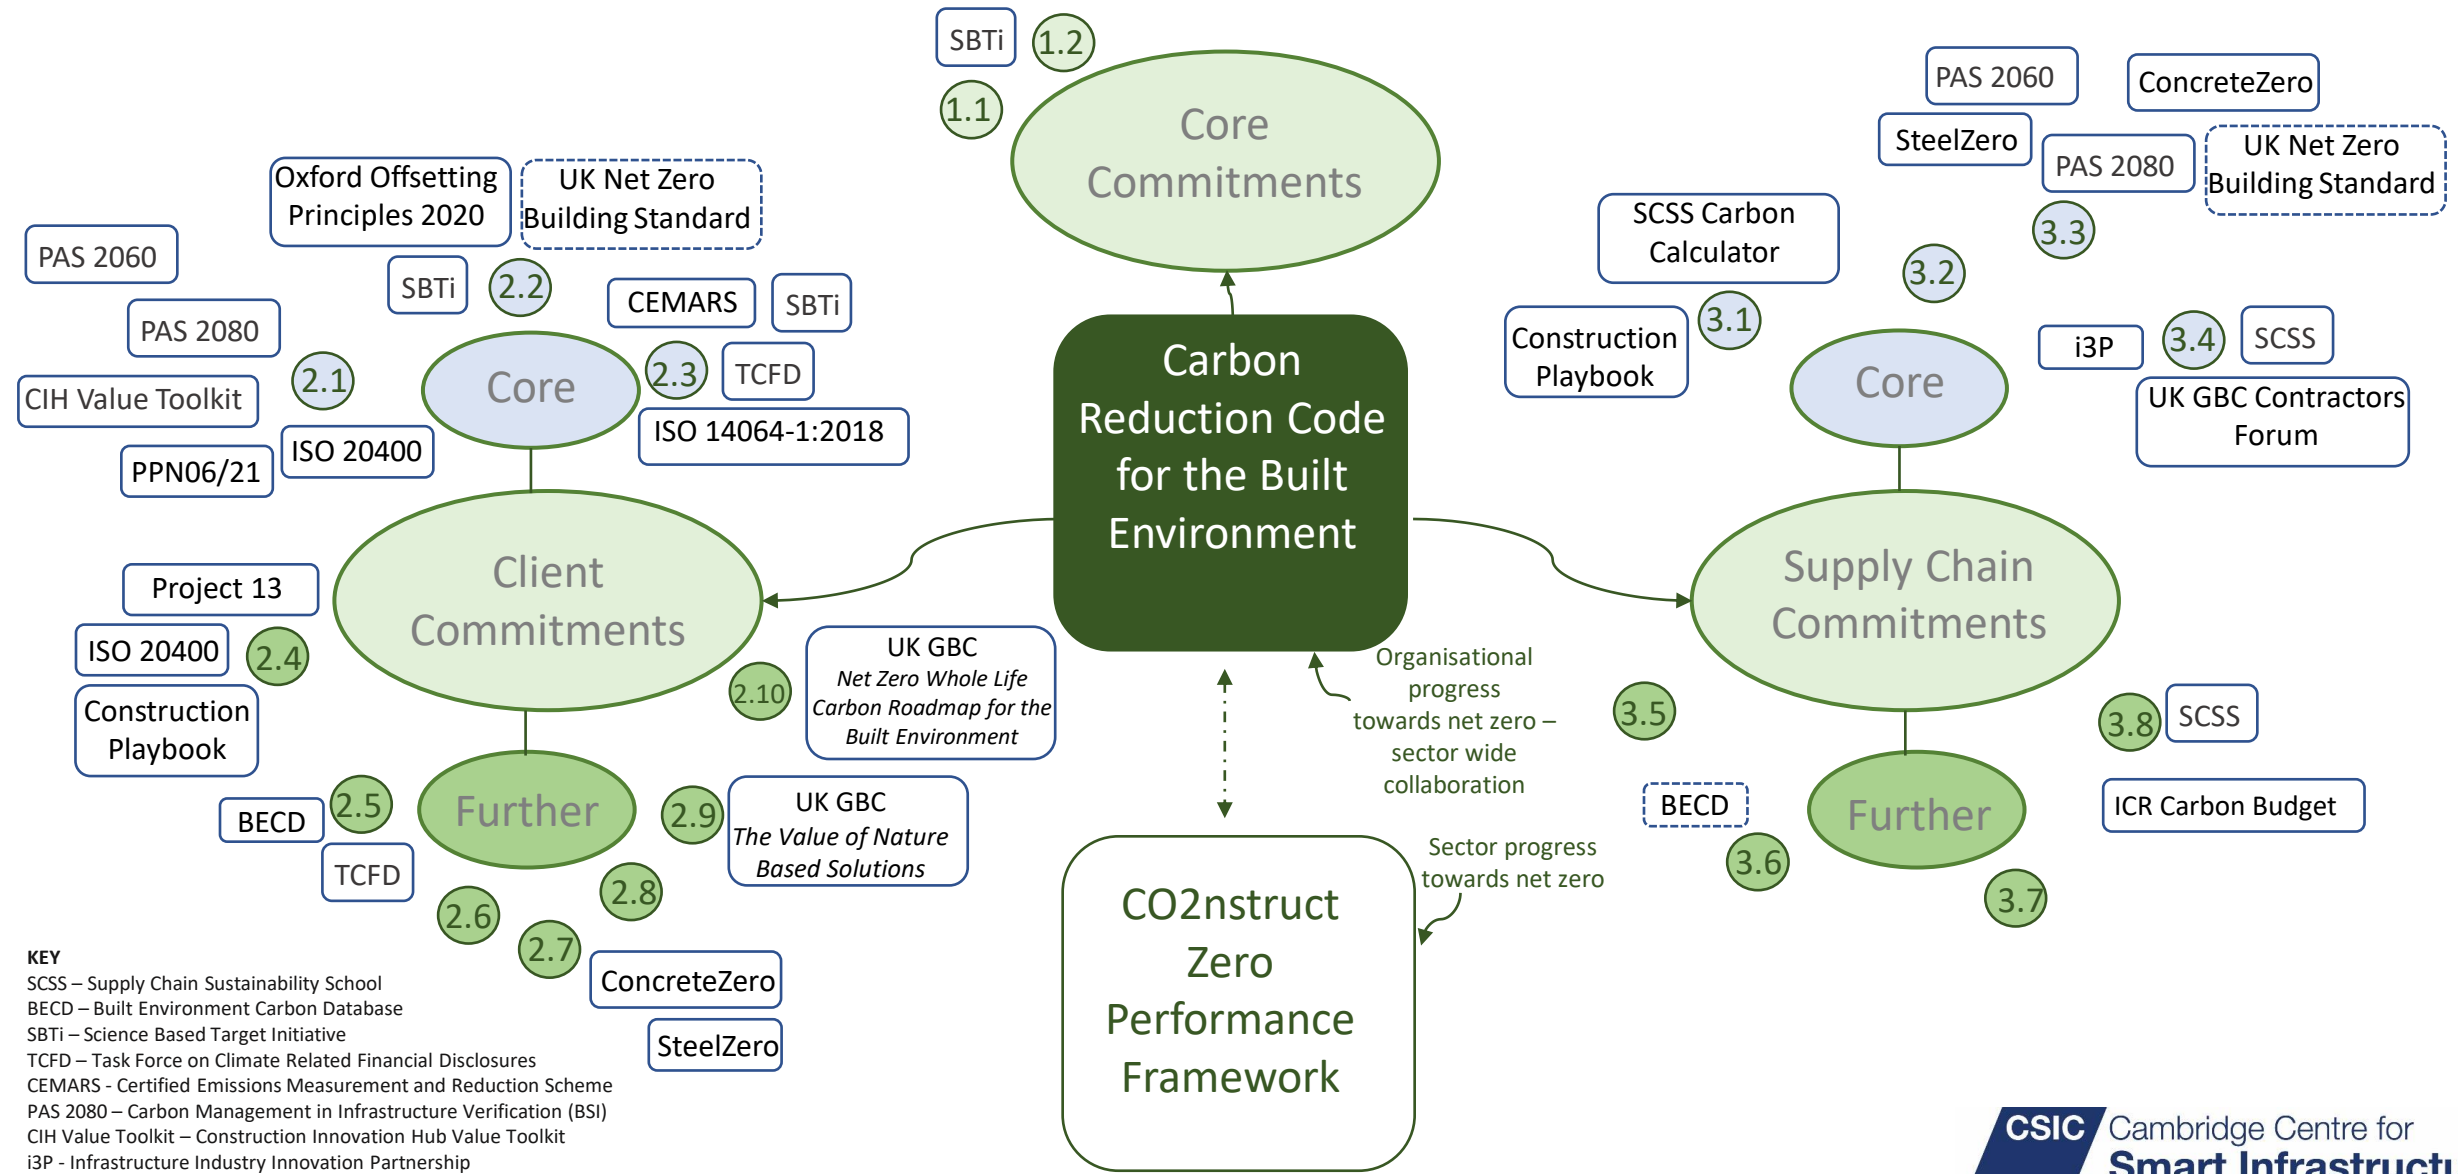 SBTi
1.2
1.1
Core
Commitments
Oxford Offsetting
Principles 2020
UK Net Zero
Building Standard
PAS 2060
SBTi
2.2
CEMARS
SBTi
PAS 2080
2.1
Core
2.3
TCFD
CIH Value Toolkit
ISO 20400
ISO 14064-1:2018
PPN06/21
Client
Commitments
Project 13
ISO 20400
2.4
Construction
Playbook
2.10
UK GBC
Net Zero Whole Life
Carbon Roadmap for the
Built Environment
BECD
2.5
Further
2.9
UK GBC
The Value of Nature
Based Solutions
TCFD
2.6
2.8
2.7
ConcreteZero
SteelZero
Carbon
Reduction Code
for the Built
Environment
Organisational
progress
towards net zero –
sector wide
collaboration
Sector progress
towards net zero
CO2nstruct
Zero
Performance
Framework
PAS 2060
ConcreteZero
SteelZero
PAS 2080
UK Net Zero
Building Standard
SCSS Carbon
Calculator
3.3
3.2
Construction
Playbook
3.1
Core
i3P
3.4
SCSS
UK GBC Contractors
Forum
Supply Chain
Commitments
3.5
3.8
SCSS
BECD
Further
ICR Carbon Budget
3.6
3.7
KEY
SCSS – Supply Chain Sustainability School
BECD – Built Environment Carbon Database
SBTi – Science Based Target Initiative
TCFD – Task Force on Climate Related Financial Disclosures
CEMARS - Certified Emissions Measurement and Reduction Scheme
PAS 2080 – Carbon Management in Infrastructure Verification (BSI)
CIH Value Toolkit – Construction Innovation Hub Value Toolkit
i3P - Infrastructure Industry Innovation Partnership
CSIC
Cambridge Centre for
Smart